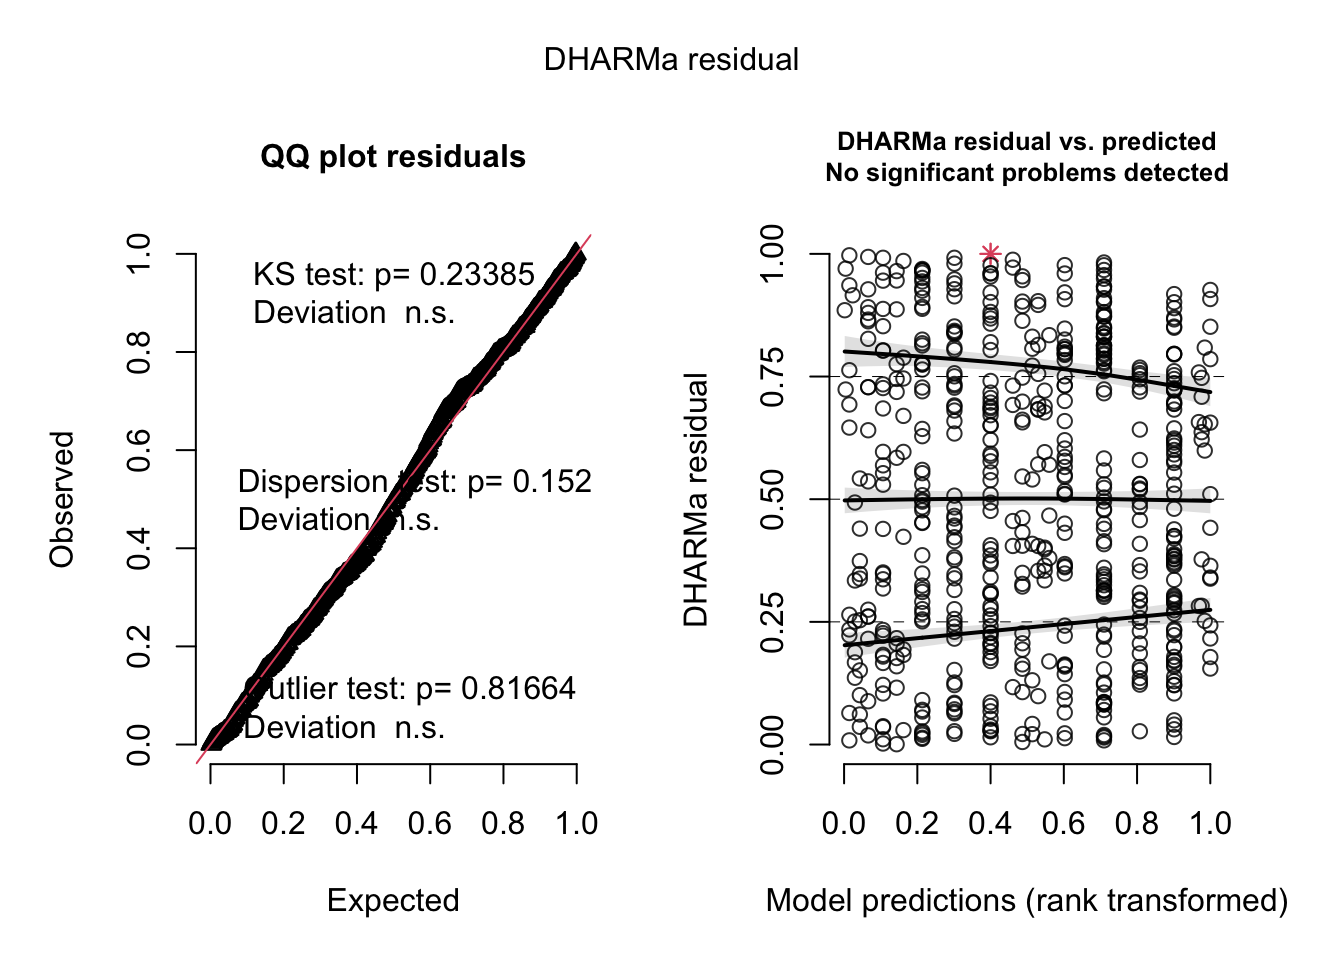 DHARMa residual
QQ plot residuals
KS test: p= 0.23385
Deviation  n.s.
Dispersion test: p= 0.152
Deviation  n.s.
Outlier test: p= 0.81664
Deviation  n.s.
Observed
0.0
0.2
0.4
0.6
0.8
1.0
0.0 0.2 0.4 0.6 0.8 1.0
Expected
DHARMa residual vs. predicted
No significant problems detected
DHARMa residual
0.00
0.25
0.50
0.75
1.00
0.0 0.2 0.4 0.6 0.8 1.0
Model predictions (rank transformed)